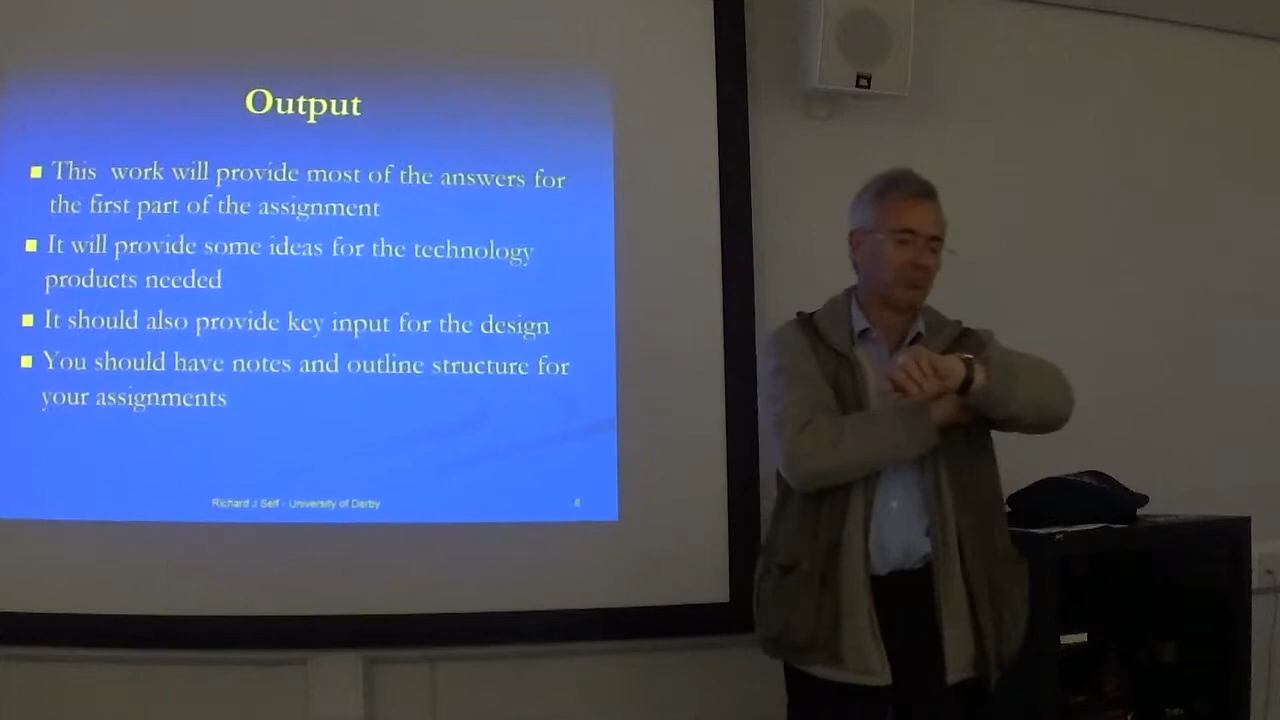 Output
This work will provide most of the answers for
the first part of the assignment
It will provide some ideas for the technology
products needed
It should also provide key input for the design
You should have notes and outline structure for
your assignments
Richard J Self - University of Derby
6